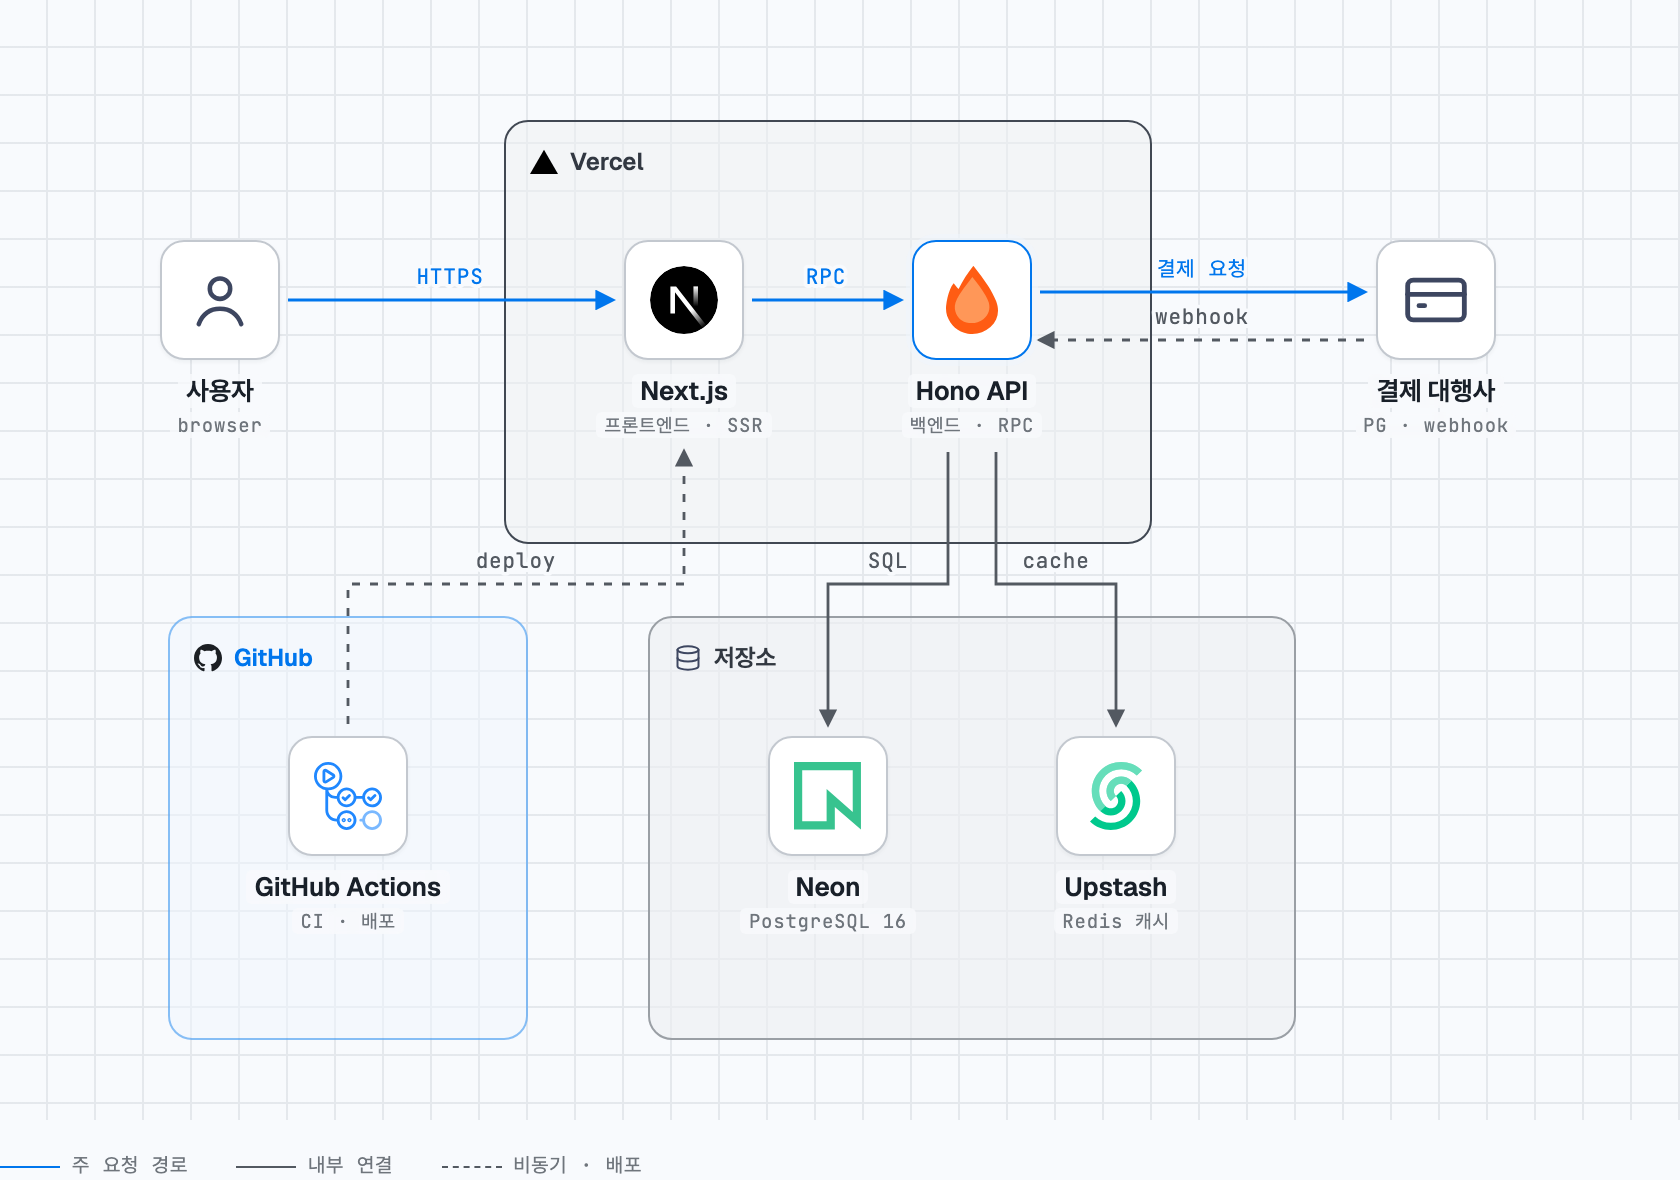 Vercel
HTTPS
RPC
결제 요청
webhook
사용자
browser
Next.js
프론트엔드 · SSR
Hono API
백엔드 · RPC
결제 대행사
PG · webhook
deploy
SQL
cache
GitHub
저장소
GitHub Actions
CI · 배포
Neon
PostgreSQL 16
Upstash
Redis 캐시
주 요청 경로
내부 연결
비동기 · 배포